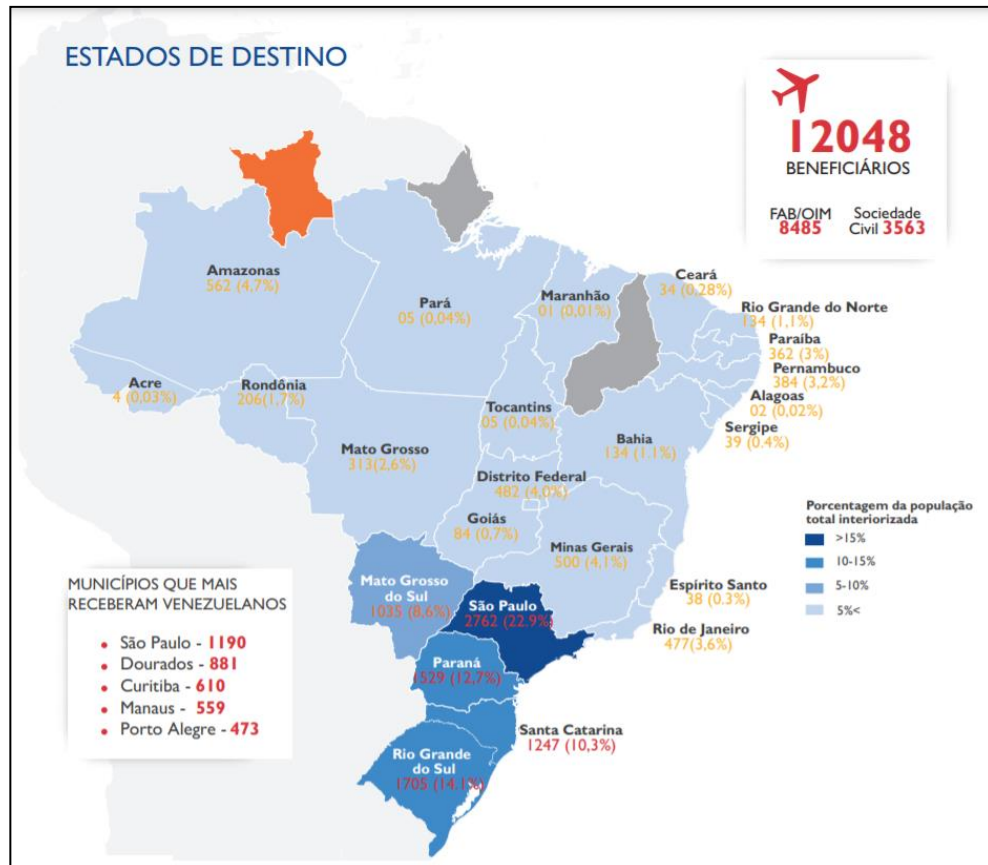 ESTADOS DE DESTINO
12048
BENEFICIÁRIOS
FAB/OIM
8485
Sociedade
Civil 3563
Amazonas
562 (4,7%)
Pará
05 (0,04%)
Maranhão
01 (0,01%)
Ceará
34 (0,28%)
Rio Grande do Norte
134 (1,1%)
Paraíba
362 (3%)
Pernambuco
384 (3,2%)
Alagoas
02 (0,02%)
Sergipe
39 (0.4%)
Acre
4 (0,03%)
Rondônia
206(1,7%)
Tocantins
05 (0,04%)
Mato Grosso
313(2,6%)
Bahia
134 (1.1%)
Distrito Federal
482 (4,0%)
Goiás
84 (0,7%)
Minas Gerais
500 (4,1%)
Espírito Santo
38 (0.3%)
Rio de Janeiro
477(3,6%)
Mato Grosso
do Sul
1035 (8,6%)
São Paulo
2762 (22.9%)
Paraná
1529 (12,7%)
Santa Catarina
1247 (10,3%)
Rio Grande
do Sul
1705 (14.1%)
Porcentagem da população
total interiorizada
>15%
10-15%
5-10%
5%<
MUNICÍPIOS QUE MAIS
RECEBERAM VENEZUELANOS
• São Paulo - 1190
• Dourados - 881
• Curitiba - 610
• Manaus - 559
• Porto Alegre - 473